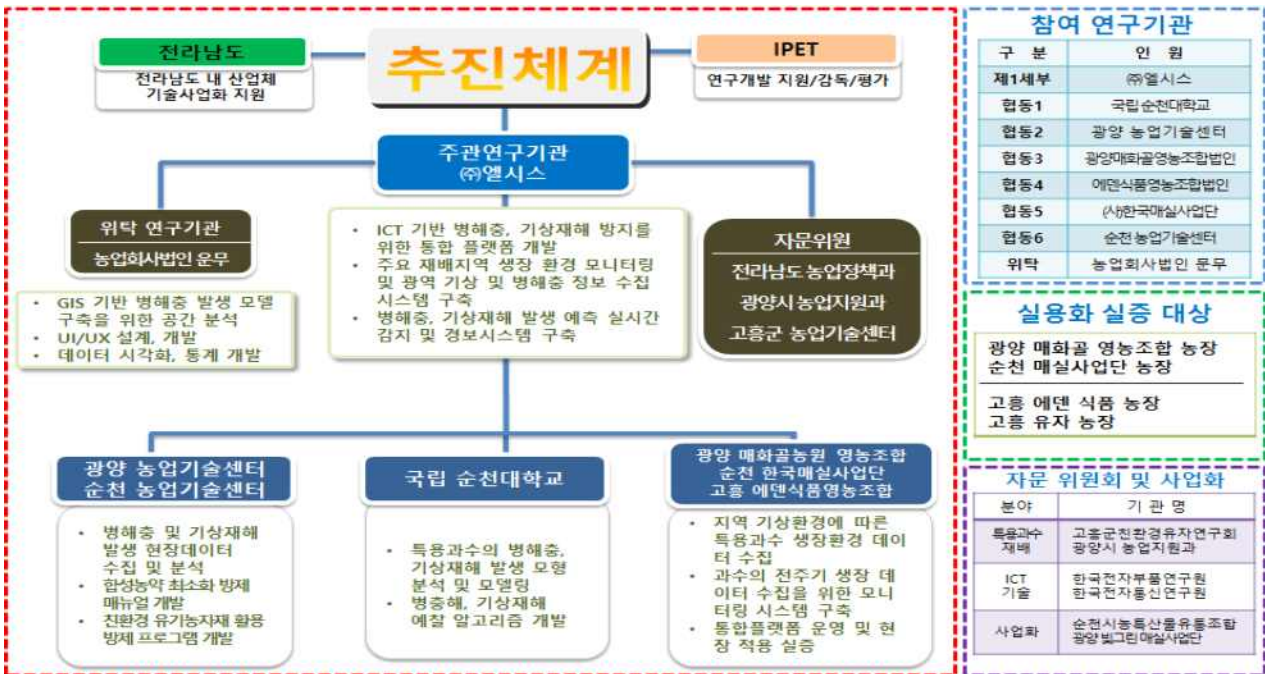 전라남도
전라남도 내 산업체
기술사업화 지원
추진체계
IPET
연구개발 지원/감독/평가
주관연구기관
㈜엘시스
위탁 연구기관
농업회사법인 운무
• GIS 기반 병해충 발생 모델
구축을 위한 공간 분석
• UI/UX 설계, 개발
• 데이터 시각화, 통계 개발
• ICT 기반 병해충, 기상재해 방지를
위한 통합 플랫폼 개발
• 주요 재배지역 생장 환경 모니터링
및 광역 기상 및 병해충 정보 수집
시스템 구축
• 병해충, 기상재해 발생 예측 실시간
감지 및 경보시스템 구축
자문위원
전라남도 농업정책과
광양시 농업지원과
고흥군 농업기술센터
광양 농업기술센터
순천 농업기술센터
• 병해충 및 기상재해
발생 현장데이터
수집 및 분석
• 합성농약 최소화 방제
매뉴얼 개발
• 친환경 유기농자재 활용
방제 프로그램 개발
국립 순천대학교
• 특용과수의 병해충,
기상재해 발생 모형
분석 및 모델링
• 병충해, 기상재해
예찰 알고리즘 개발
광양 매화골농원 영농조합
순천 한국매실사업단
고흥 에덴식품영농조합
• 지역 기상환경에 따른
특용과수 생장환경 데이
터 수집
• 과수의 전주기 생장 데
이터 수집을 위한 모니
터링 시스템 구축
• 통합플랫폼 운영 및 현
장 적용 실증
참여 연구기관
구 분 인 원
제1세부 ㈜엘시스
협동1 국립 순천대학교
협동2 광양 농업기술센터
협동3 광양매화골영농조합법인
협동4 에덴식품영농조합법인
협동5 (사)한국매실사업단
협동6 순천 농업기술센터
위탁 농업회사법인 운무
실용화 실증 대상
광양 매화골 영농조합 농장
순천 매실사업단 농장
고흥 에덴 식품 농장
고흥 유자 농장
자문 위원회 및 사업화
분야 기 관 명
특용과수
재배
고흥군친환경유자연구회
광양시 농업지원과
ICT
기술
한국전자부품연구원
한국전자통신연구원
사업화
순천시농특산물유통조합
광양 빛그린 매실사업단